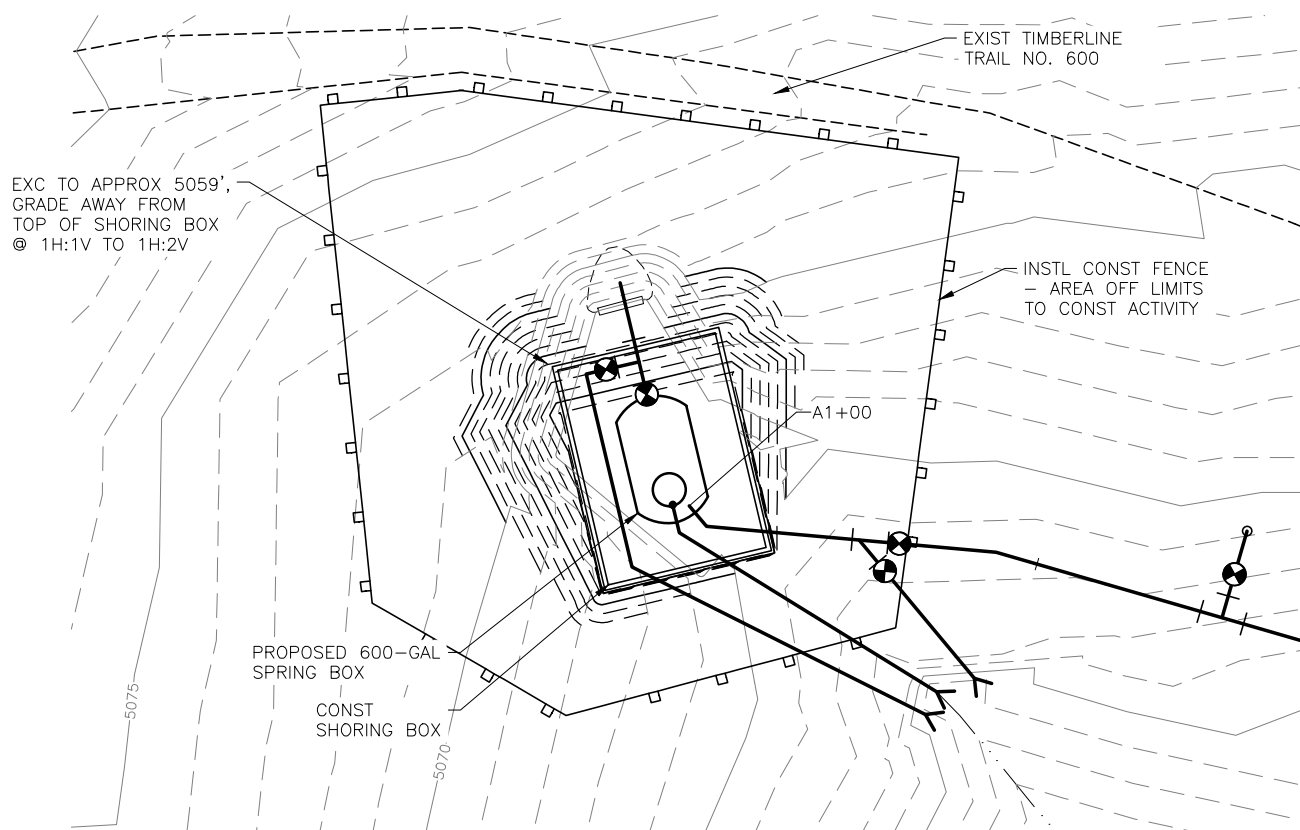 EXIST TIMBERLINE
TRAIL NO. 600
EXC TO APPROX 5059',
GRADE AWAY FROM
TOP OF SHORING BOX
@ 1H:1V TO 1H:2V
INSTL CONST FENCE
- AREA OFF LIMITS
TO CONST ACTIVITY
A1+00
PROPOSED 600-GAL
SPRING BOX
CONST
SHORING BOX
5075
5070